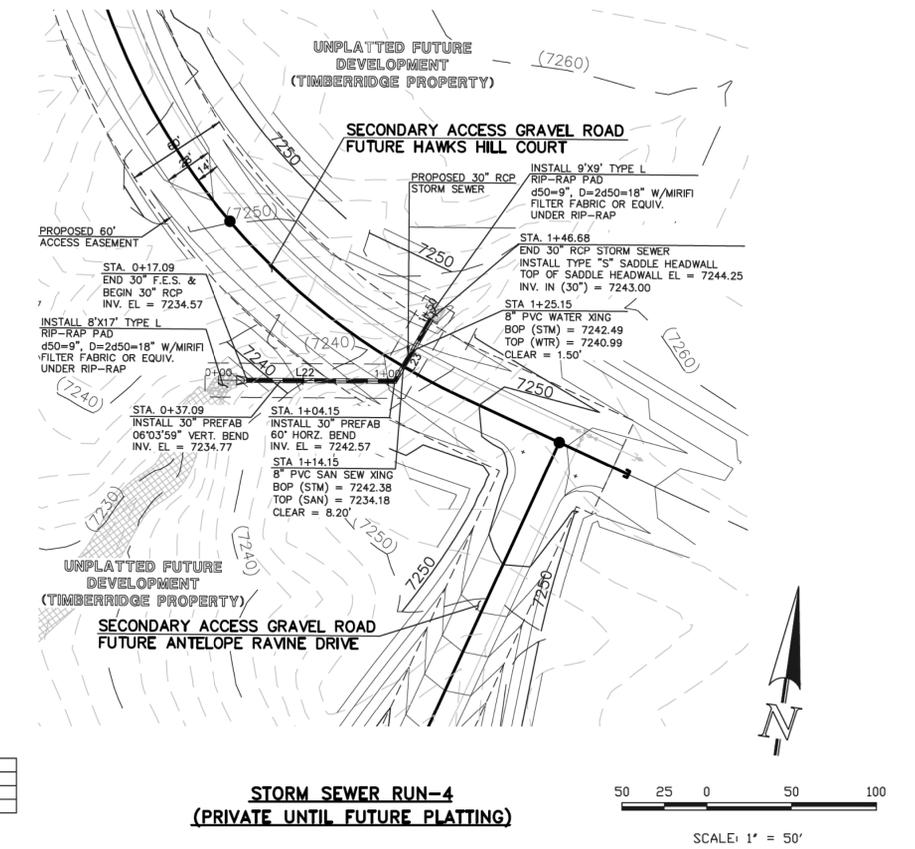 UNPLATTED FUTURE
DEVELOPMENT
(TIMBERRIDGE PROPERTY)
(7260)
7250
SECONDARY ACCESS GRAVEL ROAD
FUTURE HAWKS HILL COURT
14'
(7250)
PROPOSED 30" RCP
STORM SEWER
INSTALL 9'X9' TYPE L
RIP-RAP PAD
d50=9", D=2d50=18" W/MIRIFI
FILTER FABRIC OR EQUIV.
UNDER RIP-RAP
PROPOSED 60'
ACCESS EASEMENT
7250
STA. 1+46.68
END 30" RCP STORM SEWER
INSTALL TYPE "S" SADDLE HEADWALL
TOP OF SADDLE HEADWALL EL = 7244.25
INV. IN (30") = 7243.00
STA. 0+17.09
END 30" F.E.S. &
BEGIN 30" RCP
INV. EL = 7234.57
STA 1+25.15
8" PVC WATER XING
BOP (STM) = 7242.49
TOP (WTR) = 7240.99
CLEAR = 1.50'
INSTALL 8'X17' TYPE L
RIP-RAP PAD
d50=9", D=2d50=18" W/MIRIFI
FILTER FABRIC OR EQUIV.
UNDER RIP-RAP
7240
(7240)
(7260)
0+00
L22
1+00
(7240)
7250
STA. 0+37.09
INSTALL 30" PREFAB
06°03'59" VERT. BEND
INV. EL = 7234.77
STA. 1+04.15
INSTALL 30" PREFAB
60° HORZ. BEND
INV. EL = 7242.57
STA 1+14.15
8" PVC SAN SEW XING
BOP (STM) = 7242.38
TOP (SAN) = 7234.18
CLEAR = 8.20'
(7230)
(7240)
(7250)
7250
7250
UNPLATTED FUTURE
DEVELOPMENT
(TIMBERRIDGE PROPERTY)
SECONDARY ACCESS GRAVEL ROAD
FUTURE ANTELOPE RAVINE DRIVE
N
STORM SEWER RUN-4
(PRIVATE UNTIL FUTURE PLATTING)
50 25 0 50 100
SCALE: 1" = 50'